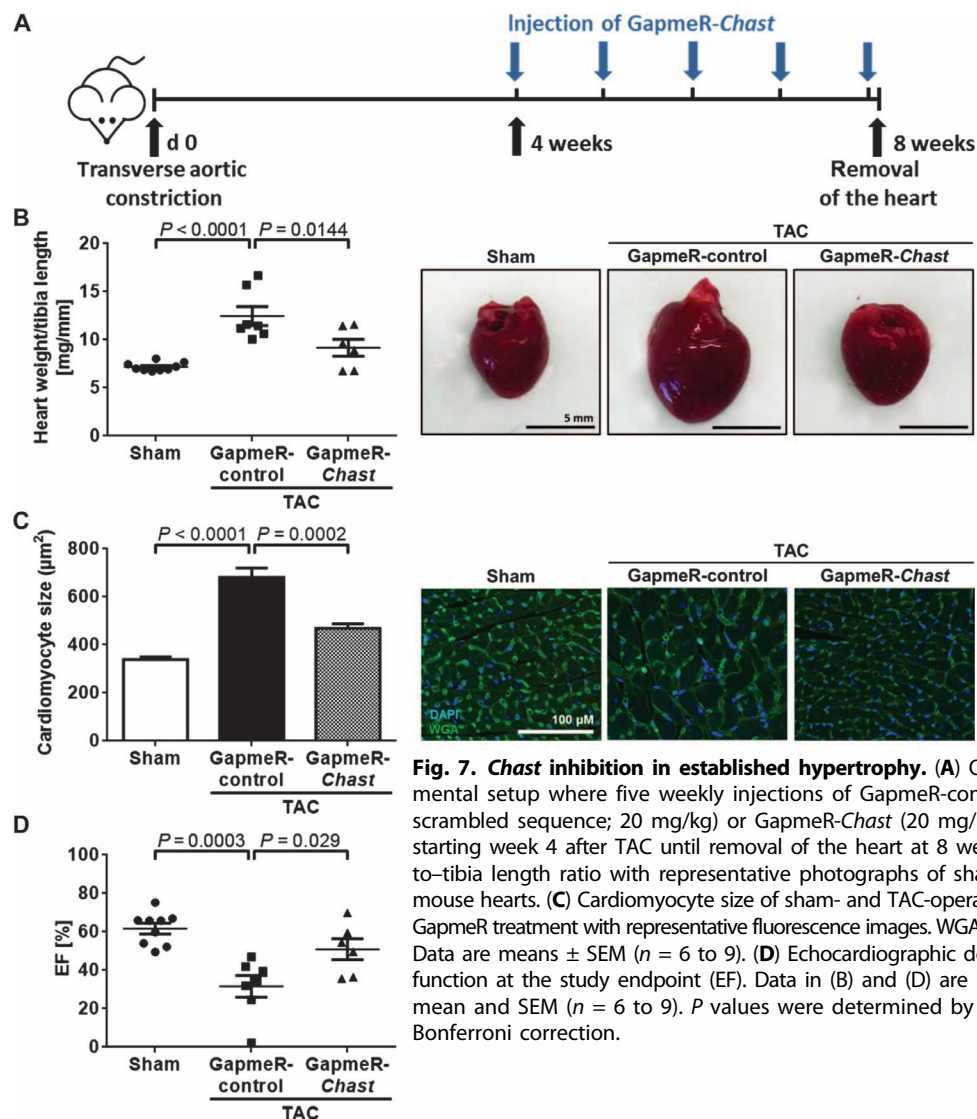 A
Injection of GapmeR-Chast
d 0
4 weeks
8 weeks
Transverse aortic
constriction
Removal
of the heart
B
P < 0.0001
P = 0.0144
Heart weight/tibia length
[mg/mm]
20
15
10
5
0
Sham
GapmeR-
control
GapmeR-
Chast
TAC
TAC
Sham
GapmeR-control
GapmeR-Chast
5 mm
C
P < 0.0001
P = 0.0002
Cardiomyocyte size (µm²)
800
600
400
200
0
Sham
GapmeR-
control
GapmeR-
Chast
TAC
TAC
Sham
GapmeR-control
GapmeR-Chast
DAPI
WGA
100 µM
D
P = 0.0003
P = 0.029
EF [%]
100
80
60
40
20
0
Sham
GapmeR-
control
GapmeR-
Chast
TAC
Fig. 7. Chast inhibition in established hypertrophy. (A)
mental setup where five weekly injections of GapmeR-con
scrambled sequence; 20 mg/kg) or GapmeR-Chast (20 mg/
starting week 4 after TAC until removal of the heart at 8 we
to–tibia length ratio with representative photographs of sha
mouse hearts. (C) Cardiomyocyte size of sham- and TAC-opera
GapmeR treatment with representative fluorescence images. WGA
Data are means ± SEM (n = 6 to 9). (D) Echocardiographic de
function at the study endpoint (EF). Data in (B) and (D) are
mean and SEM (n = 6 to 9). P values were determined by
Bonferroni correction.